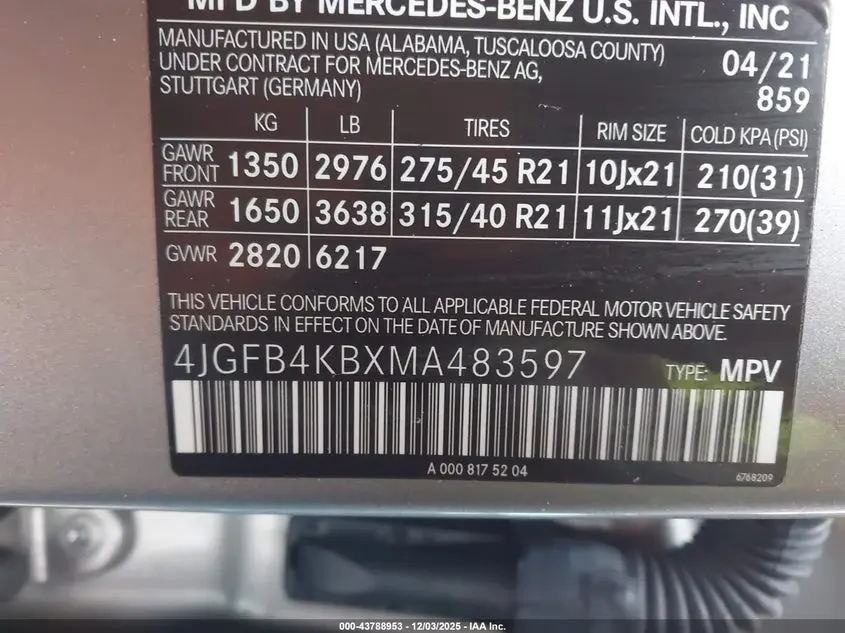 MFD BY MERCEDES-BENZ U.S. INTL., INC
MANUFACTURED IN USA (ALABAMA, TUSCALOOSA COUNTY)
UNDER CONTRACT FOR MERCEDES-BENZ AG,
STUTTGART (GERMANY)
04/21
859
KG LB TIRES RIM SIZE COLD KPA (PSI)
GAWR FRONT 1350 2976 275/45 R21 10Jx21 210(31)
GAWR REAR 1650 3638 315/40 R21 11Jx21 270(39)
GVWR 2820 6217
THIS VEHICLE CONFORMS TO ALL APPLICABLE FEDERAL MOTOR VEHICLE SAFETY
STANDARDS IN EFFECT ON THE DATE OF MANUFACTURE SHOWN ABOVE.
4JGFB4KBXMA483597 TYPE: MPV
A 000 817 52 04
6768209
000-43788953 - 12/03/2025 - IAA Inc.